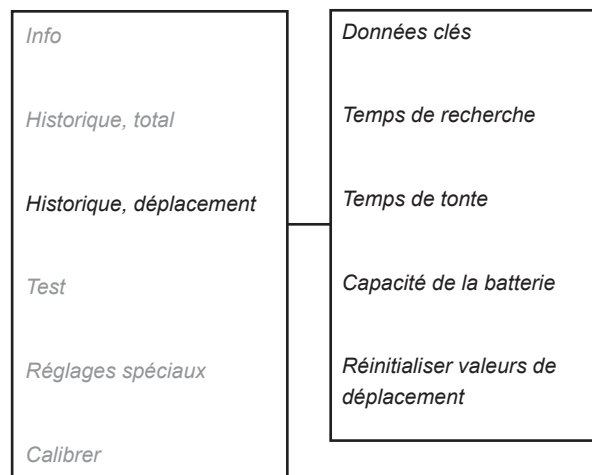 Info
Historique, total
Historique, déplacement
Test
Réglages spéciaux
Calibrer
Données clés
Temps de recherche
Temps de tonte
Capacité de la batterie
Réinitialiser valeurs de
déplacement